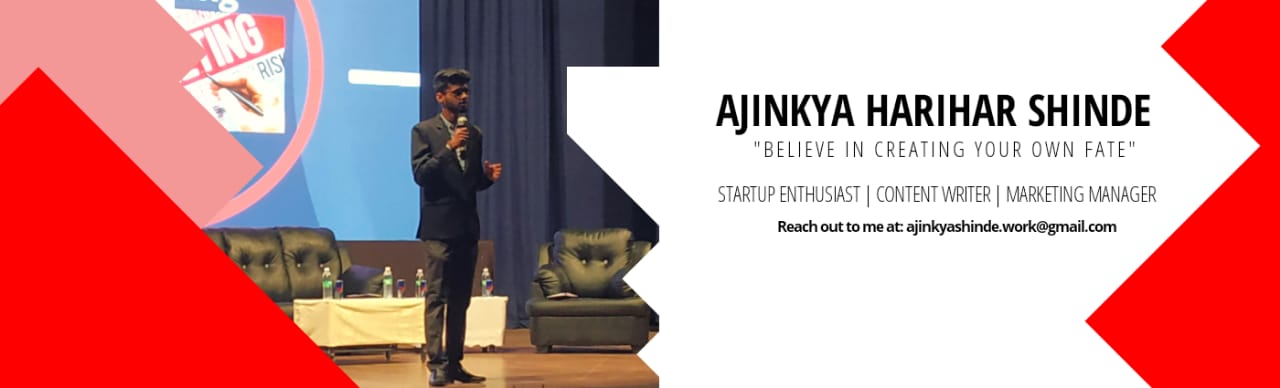 TING
RISK
AJINKYA HARIHAR SHINDE
"BELIEVE IN CREATING YOUR OWN FATE"
STARTUP ENTHUSIAST | CONTENT WRITER | MARKETING MANAGER
Reach out to me at: ajinkyashinde.work@gmail.com